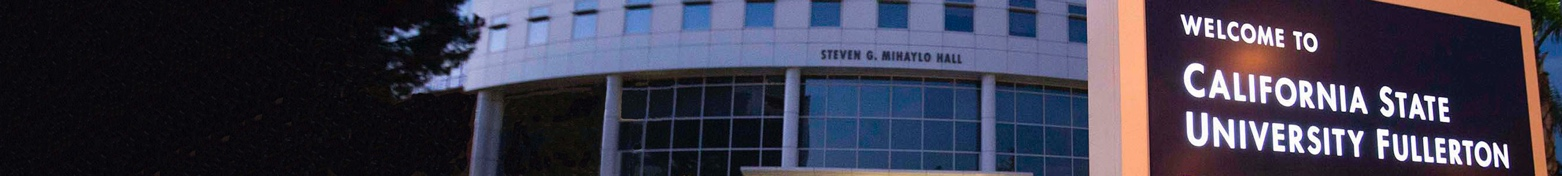 STEVEN G. MIHAYLO HALL
WELCOME TO
CALIFORNIA STATE
UNIVERSITY FULLERTON